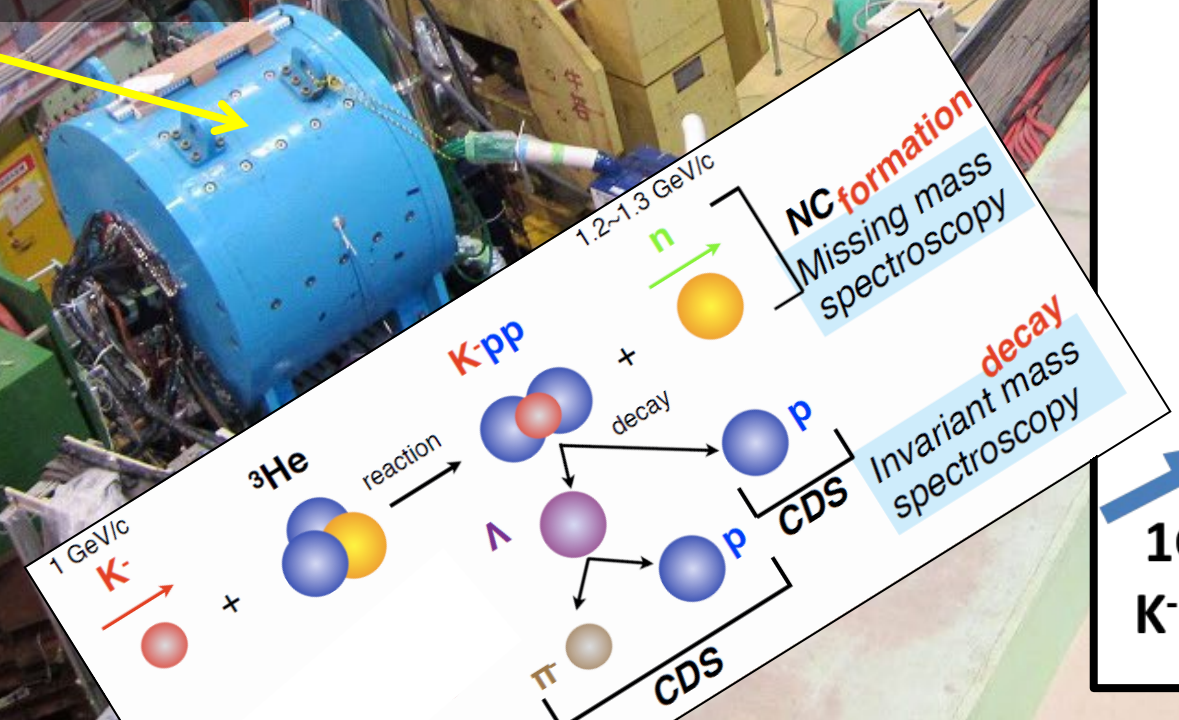 1.2~1.3 GeV/c
n
NC formation
Missing mass
spectroscopy
K-pp
+
decay
p
decay
Invariant mass
spectroscopy
CDS
³He
reaction
Λ
p
1 GeV/c
K-
+
π-
CDS
K-